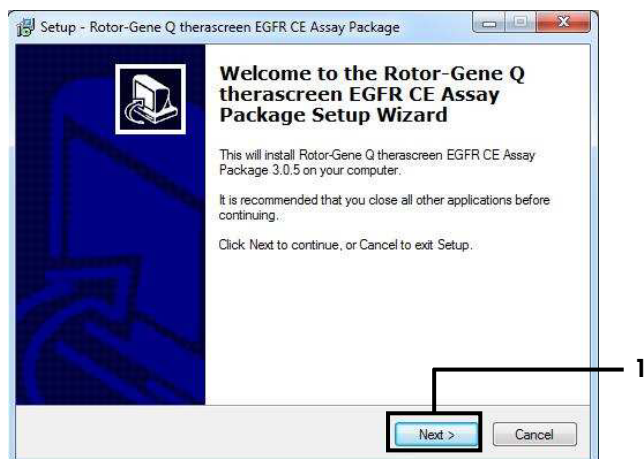 Setup - Rotor-Gene Q therascreen EGFR CE Assay Package
Welcome to the Rotor-Gene Q
therascreen EGFR CE Assay
Package Setup Wizard
This will install Rotor-Gene Q therascreen EGFR CE Assay
Package 3.0.5 on your computer.
It is recommended that you close all other applications before
continuing.
Click Next to continue, or Cancel to exit Setup.
1
Next >
Cancel